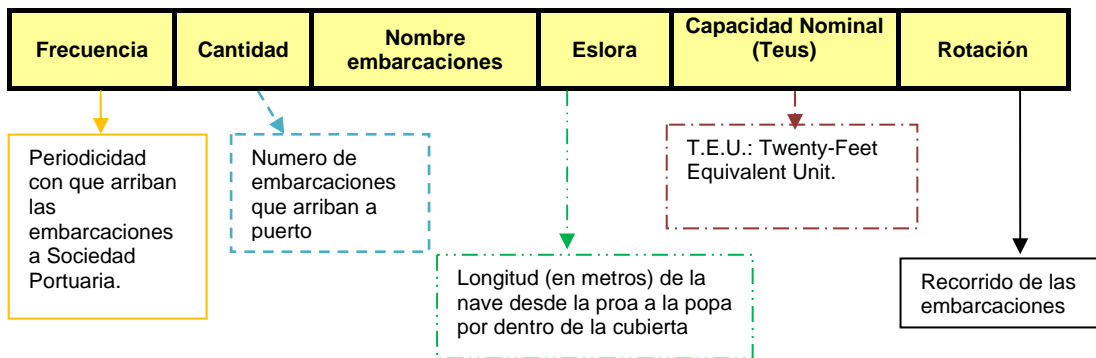 Frecuencia
Cantidad
Nombre
embarcaciones
Eslora
Capacidad Nominal
(Teus)
Rotación
Periodicidad
con que arriban
las
embarcaciones
a Sociedad
Portuaria.
Numero de
embarcaciones
que arriban a
puerto
Longitud (en metros) de la
nave desde la proa a la popa
por dentro de la cubierta
T.E.U.: Twenty-Feet
Equivalent Unit.
Recorrido de las
embarcaciones